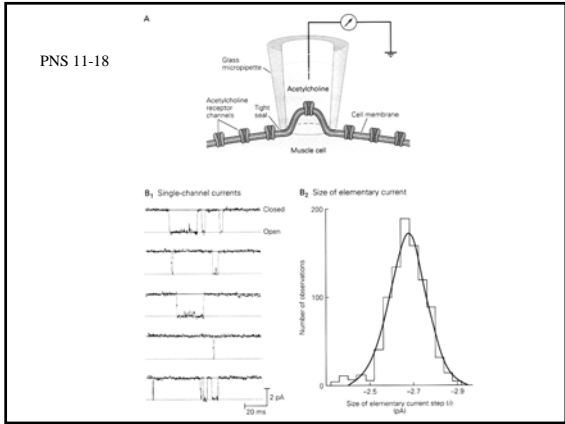 PNS 11-18
A
Glass
micropipette
Acetylcholine
Acetylcholine
receptor
channels
Tight
seal
Cell membrane
Muscle cell
B₁ Single-channel currents
Closed
Open
2 pA
20 ms
B₂ Size of elementary current
200
100
0
Number of observations
−2.5
−2.7
−2.9
Size of elementary current step (i)
(pA)